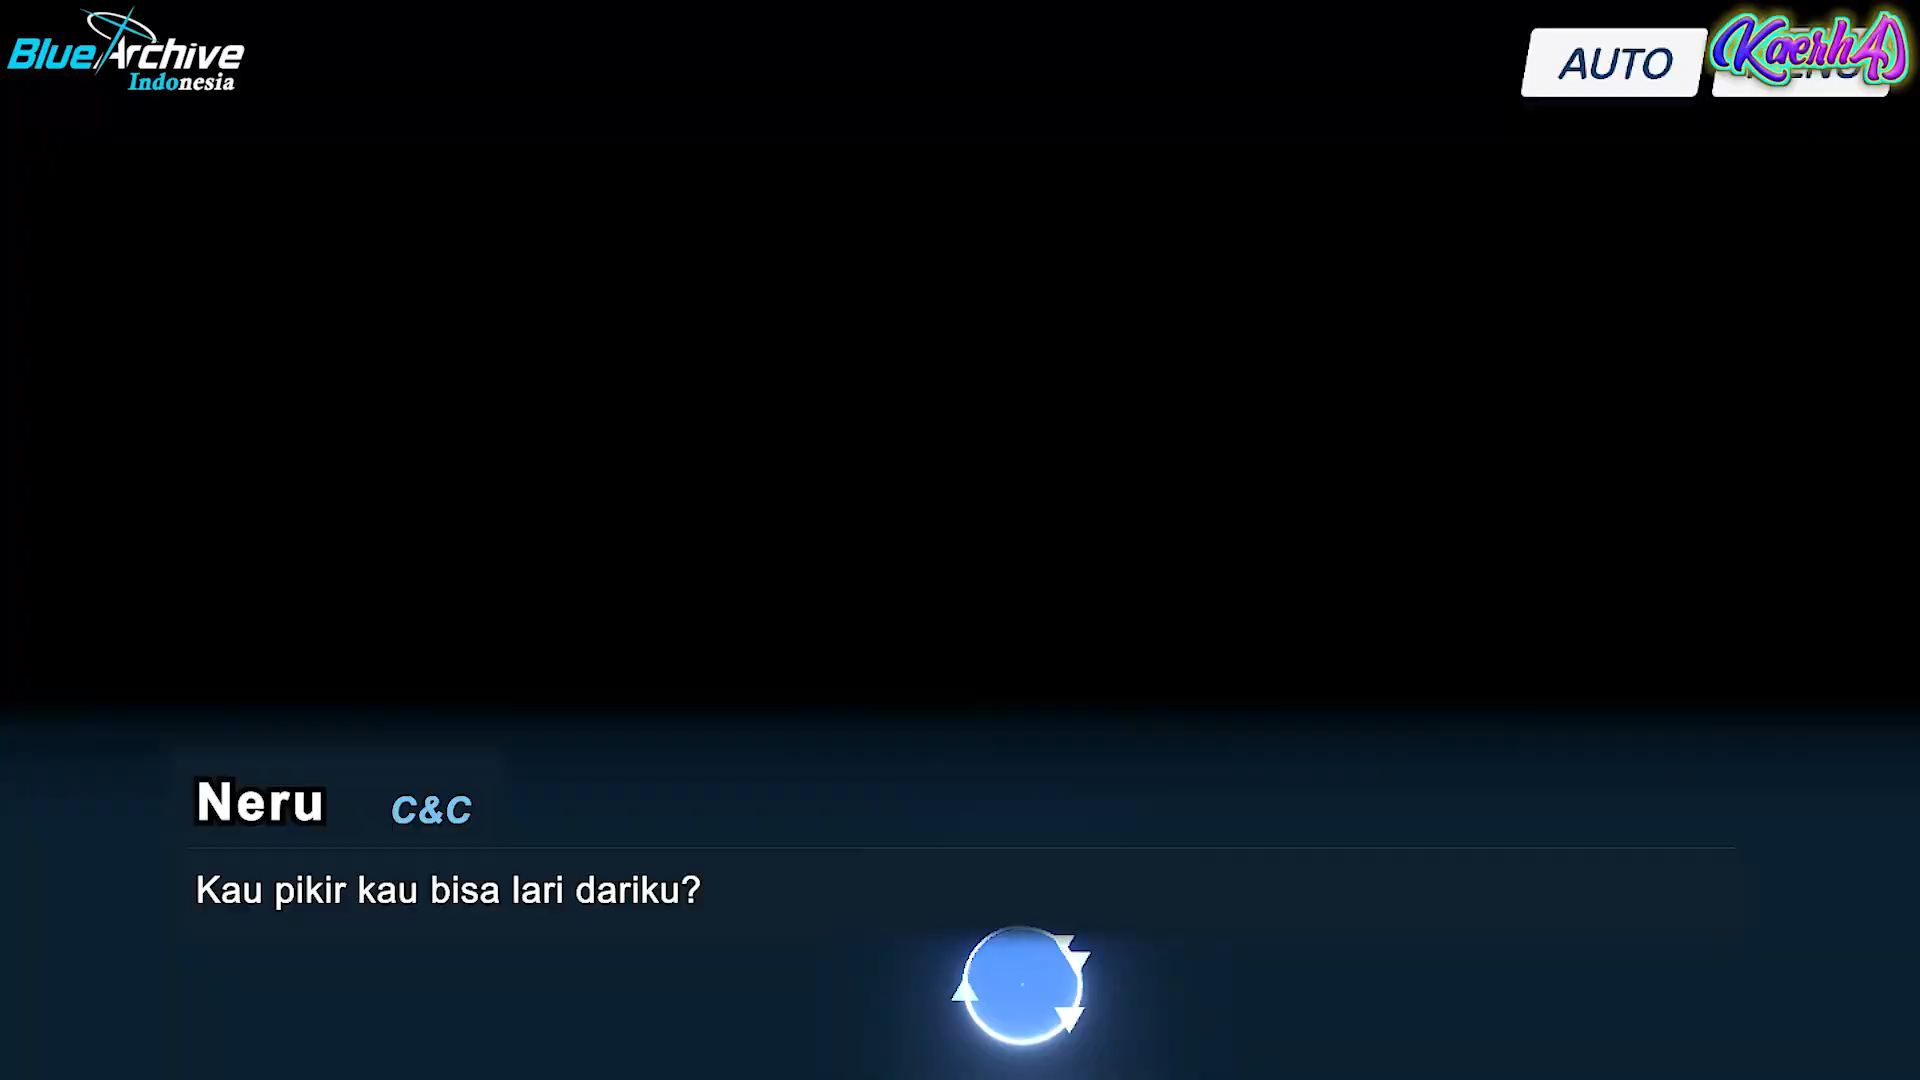 Blue Archive
Indonesia
AUTO
Kaerh4
Neru C&C
Kau pikir kau bisa lari dariku?